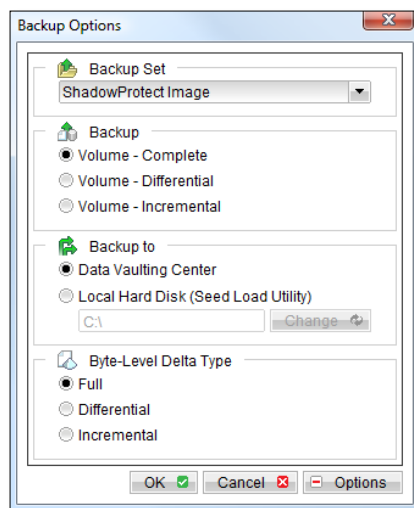 Backup Options
Backup Set
ShadowProtect Image
Backup
Volume - Complete
Volume - Differential
Volume - Incremental
Backup to
Data Vaulting Center
Local Hard Disk (Seed Load Utility)
C:\ Change
Byte-Level Delta Type
Full
Differential
Incremental
OK Cancel Options